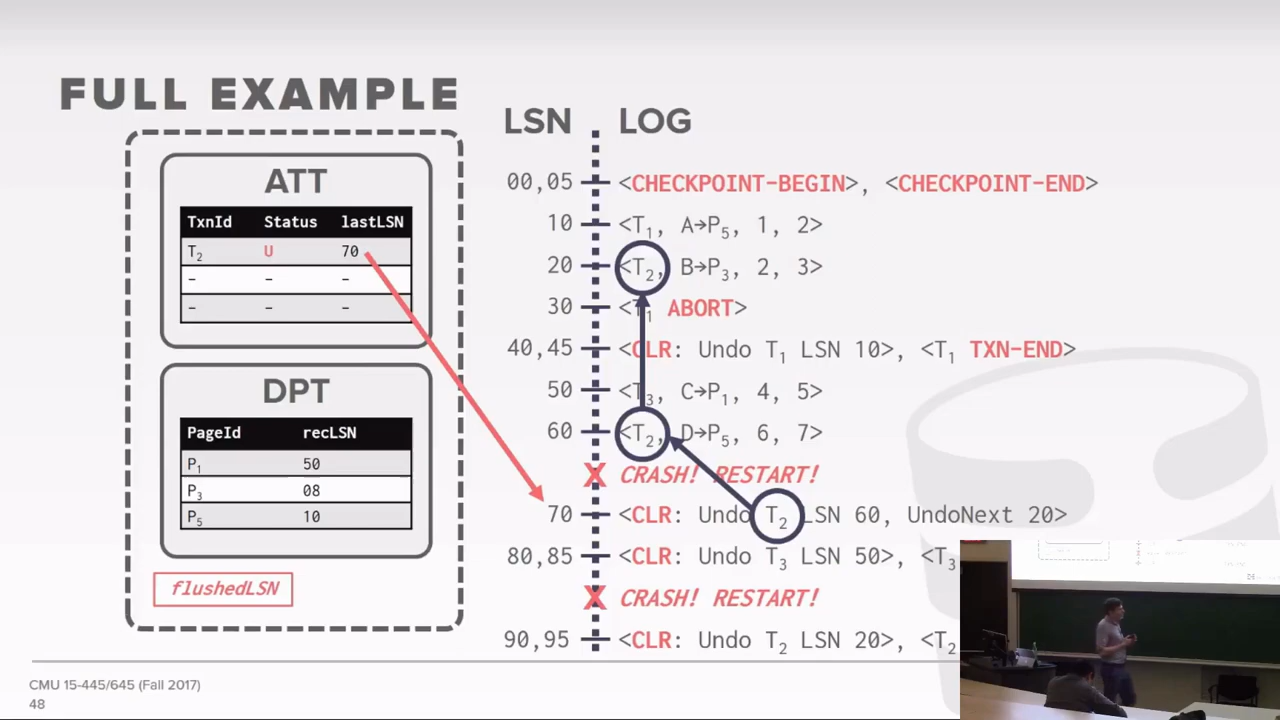 FULL EXAMPLE
ATT
TxnId Status lastLSN
T2 U 70
- - -
- - -
DPT
PageId recLSN
P1 50
P3 08
P5 10
flushedLSN
LSN LOG
00,05 <CHECKPOINT-BEGIN>, <CHECKPOINT-END>
10 <T1, A→P5, 1, 2>
20 <T2, B→P3, 2, 3>
30 <T1 ABORT>
40,45 <CLR: Undo T1 LSN 10>, <T1 TXN-END>
50 <T3, C→P1, 4, 5>
60 <T2, D→P5, 6, 7>
X CRASH! RESTART!
70 <CLR: Undo T2 LSN 60, UndoNext 20>
80,85 <CLR: Undo T3 LSN 50>, <T3
X CRASH! RESTART!
90,95 <CLR: Undo T2 LSN 20>, <T2
CMU 15-445/645 (Fall 2017)
48